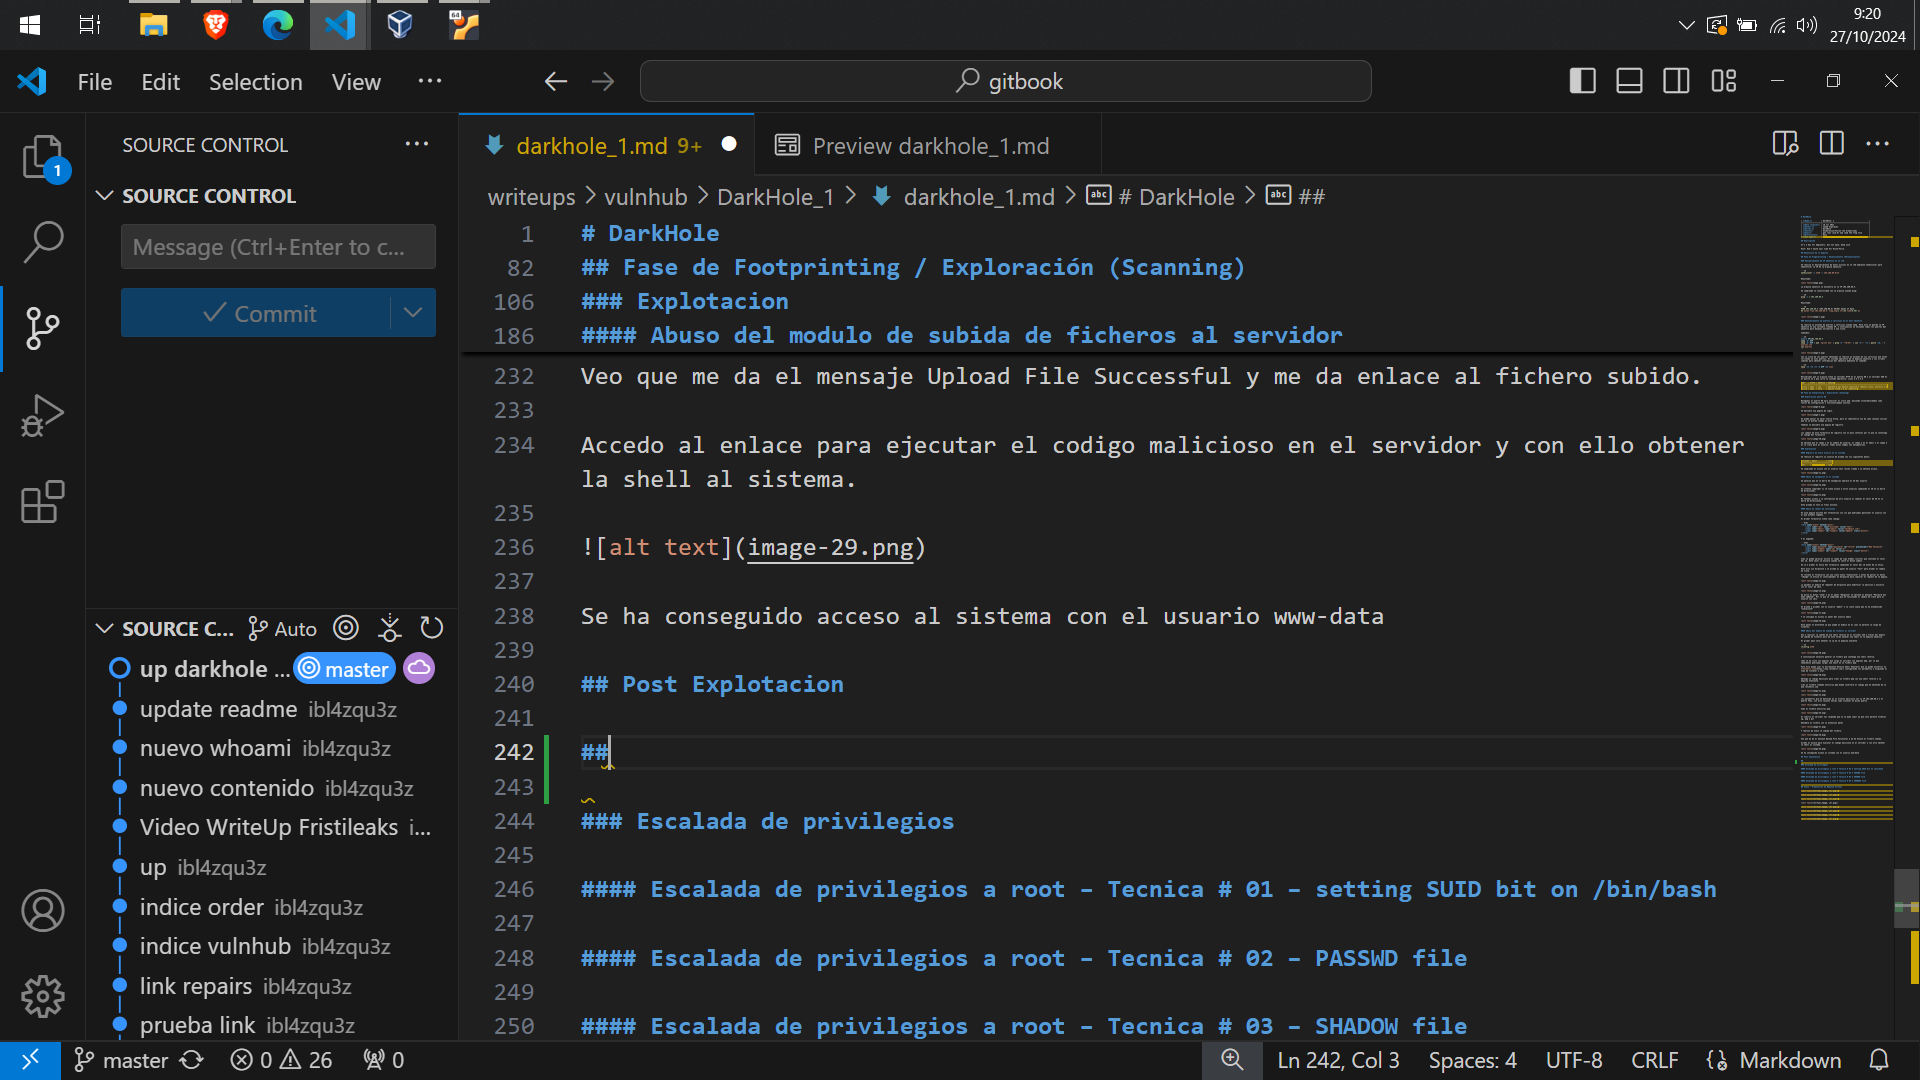 64
9:20
27/10/2024
File Edit Selection View ···
gitbook
1
SOURCE CONTROL ···
SOURCE CONTROL
Message (Ctrl+Enter to c...
Commit
SOURCE C... Auto
up darkhole ... master
update readme ibl4zqu3z
nuevo whoami ibl4zqu3z
nuevo contenido ibl4zqu3z
Video WriteUp Fristileaks i...
up ibl4zqu3z
indice order ibl4zqu3z
indice vulnhub ibl4zqu3z
link repairs ibl4zqu3z
prueba link ibl4zqu3z
darkhole_1.md 9+
Preview darkhole_1.md
writeups > vulnhub > DarkHole_1 > darkhole_1.md > abc # DarkHole > abc ##
1 # DarkHole
82 ## Fase de Footprinting / Exploración (Scanning)
106 ### Explotacion
186 #### Abuso del modulo de subida de ficheros al servidor
232 Veo que me da el mensaje Upload File Successful y me da enlace al fichero subido.
233
234 Accedo al enlace para ejecutar el codigo malicioso en el servidor y con ello obtener
la shell al sistema.
235
236 ![alt text](image-29.png)
237
238 Se ha conseguido acceso al sistema con el usuario www-data
239
240 ## Post Explotacion
241
242 ##
243
244 ### Escalada de privilegios
245
246 #### Escalada de privilegios a root – Tecnica # 01 – setting SUID bit on /bin/bash
247
248 #### Escalada de privilegios a root – Tecnica # 02 – PASSWD file
249
250 #### Escalada de privilegios a root – Tecnica # 03 – SHADOW file
master 0 26 0
Ln 242, Col 3 Spaces: 4 UTF-8 CRLF Markdown